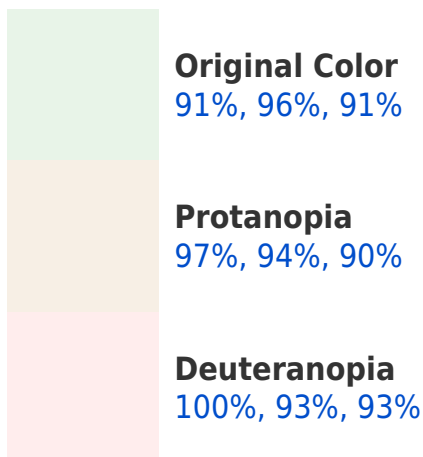 Original Color
91%, 96%, 91%
Protanopia
97%, 94%, 90%
Deuteranopia
100%, 93%, 93%